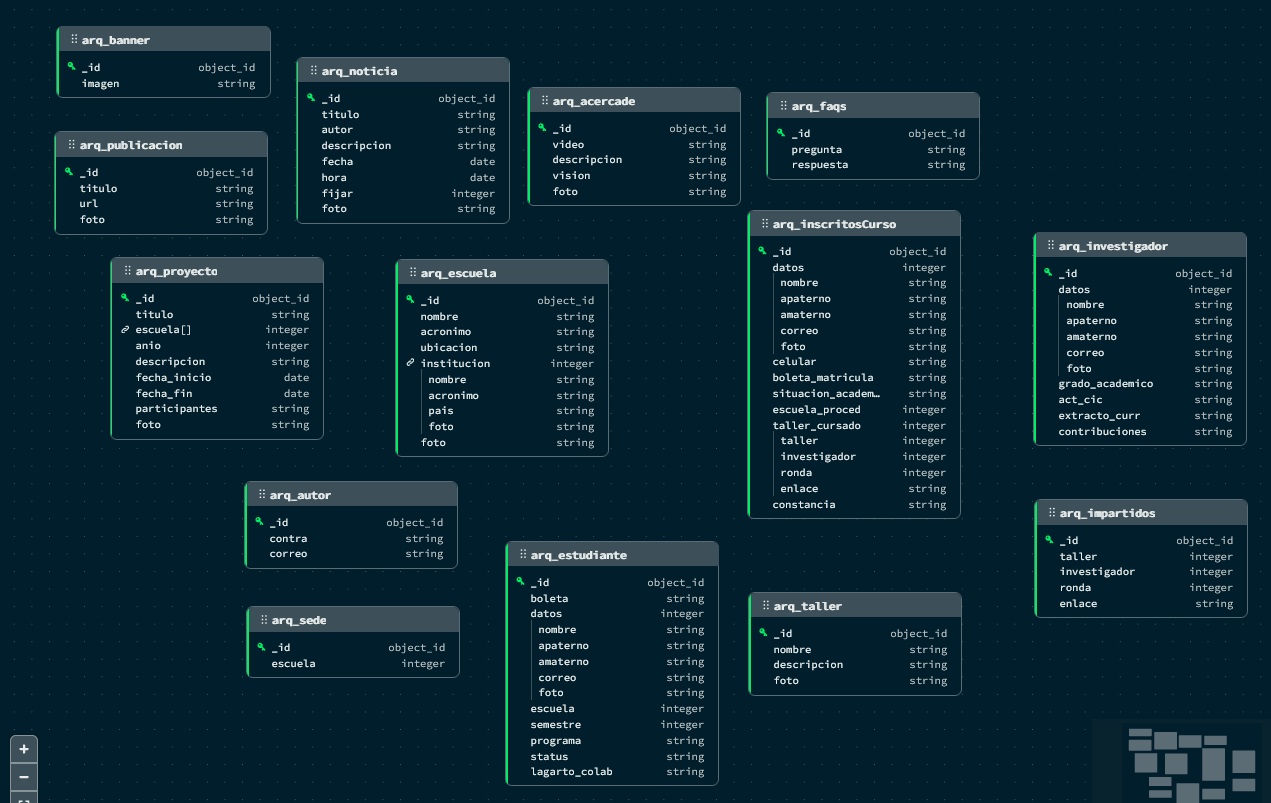 arq_banner
_id object_id
imagen string
arq_noticia
_id object_id
titulo string
autor string
descripcion string
fecha date
hora date
fijar integer
foto string
arq_acercade
_id object_id
video string
descripcion string
vision string
foto string
arq_faqs
_id object_id
pregunta string
respuesta string
arq_publicacion
_id object_id
titulo string
url string
foto string
arq_proyecto
_id object_id
titulo string
escuela[] integer
anio integer
descripcion string
fecha_inicio date
fecha_fin date
participantes string
foto string
arq_escuela
_id object_id
nombre string
acronimo string
ubicacion string
institucion integer
nombre string
acronimo string
pais string
foto string
foto string
arq_inscritosCurso
_id object_id
datos integer
nombre string
apaterno string
amaterno string
correo string
foto string
celular string
boleta_matricula string
situacion_academ… string
escuela_proced integer
taller_cursado integer
taller integer
investigador integer
ronda integer
enlace string
constancia string
arq_investigador
_id object_id
datos integer
nombre string
apaterno string
amaterno string
correo string
foto string
grado_academico string
act_cic string
extracto_curr string
contribuciones string
arq_autor
_id object_id
contra string
correo string
arq_estudiante
_id object_id
boleta string
datos integer
nombre string
apaterno string
amaterno string
correo string
foto string
escuela integer
semestre integer
programa string
status string
lagarto_colab string
arq_impartidos
_id object_id
taller integer
investigador integer
ronda integer
enlace string
arq_sede
_id object_id
escuela integer
arq_taller
_id object_id
nombre string
descripcion string
foto string